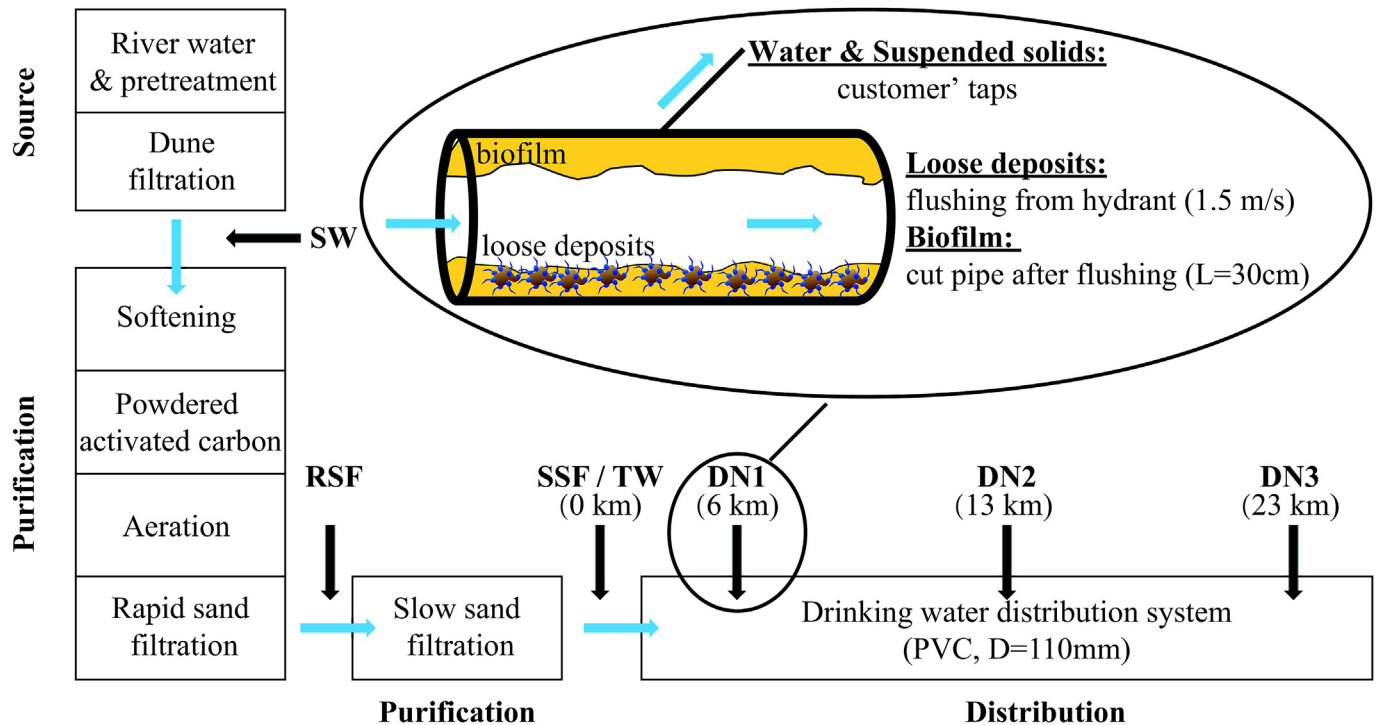 Source
River water
& pretreatment
Dune
filtration
SW
Water & Suspended solids:
customer’ taps
biofilm
loose deposits
Loose deposits:
flushing from hydrant (1.5 m/s)
Biofilm:
cut pipe after flushing (L=30cm)
Purification
Softening
Powdered
activated carbon
Aeration
Rapid sand
filtration
RSF
SSF / TW
(0 km)
DN1
(6 km)
DN2
(13 km)
DN3
(23 km)
Slow sand
filtration
Drinking water distribution system
(PVC, D=110mm)
Purification
Distribution